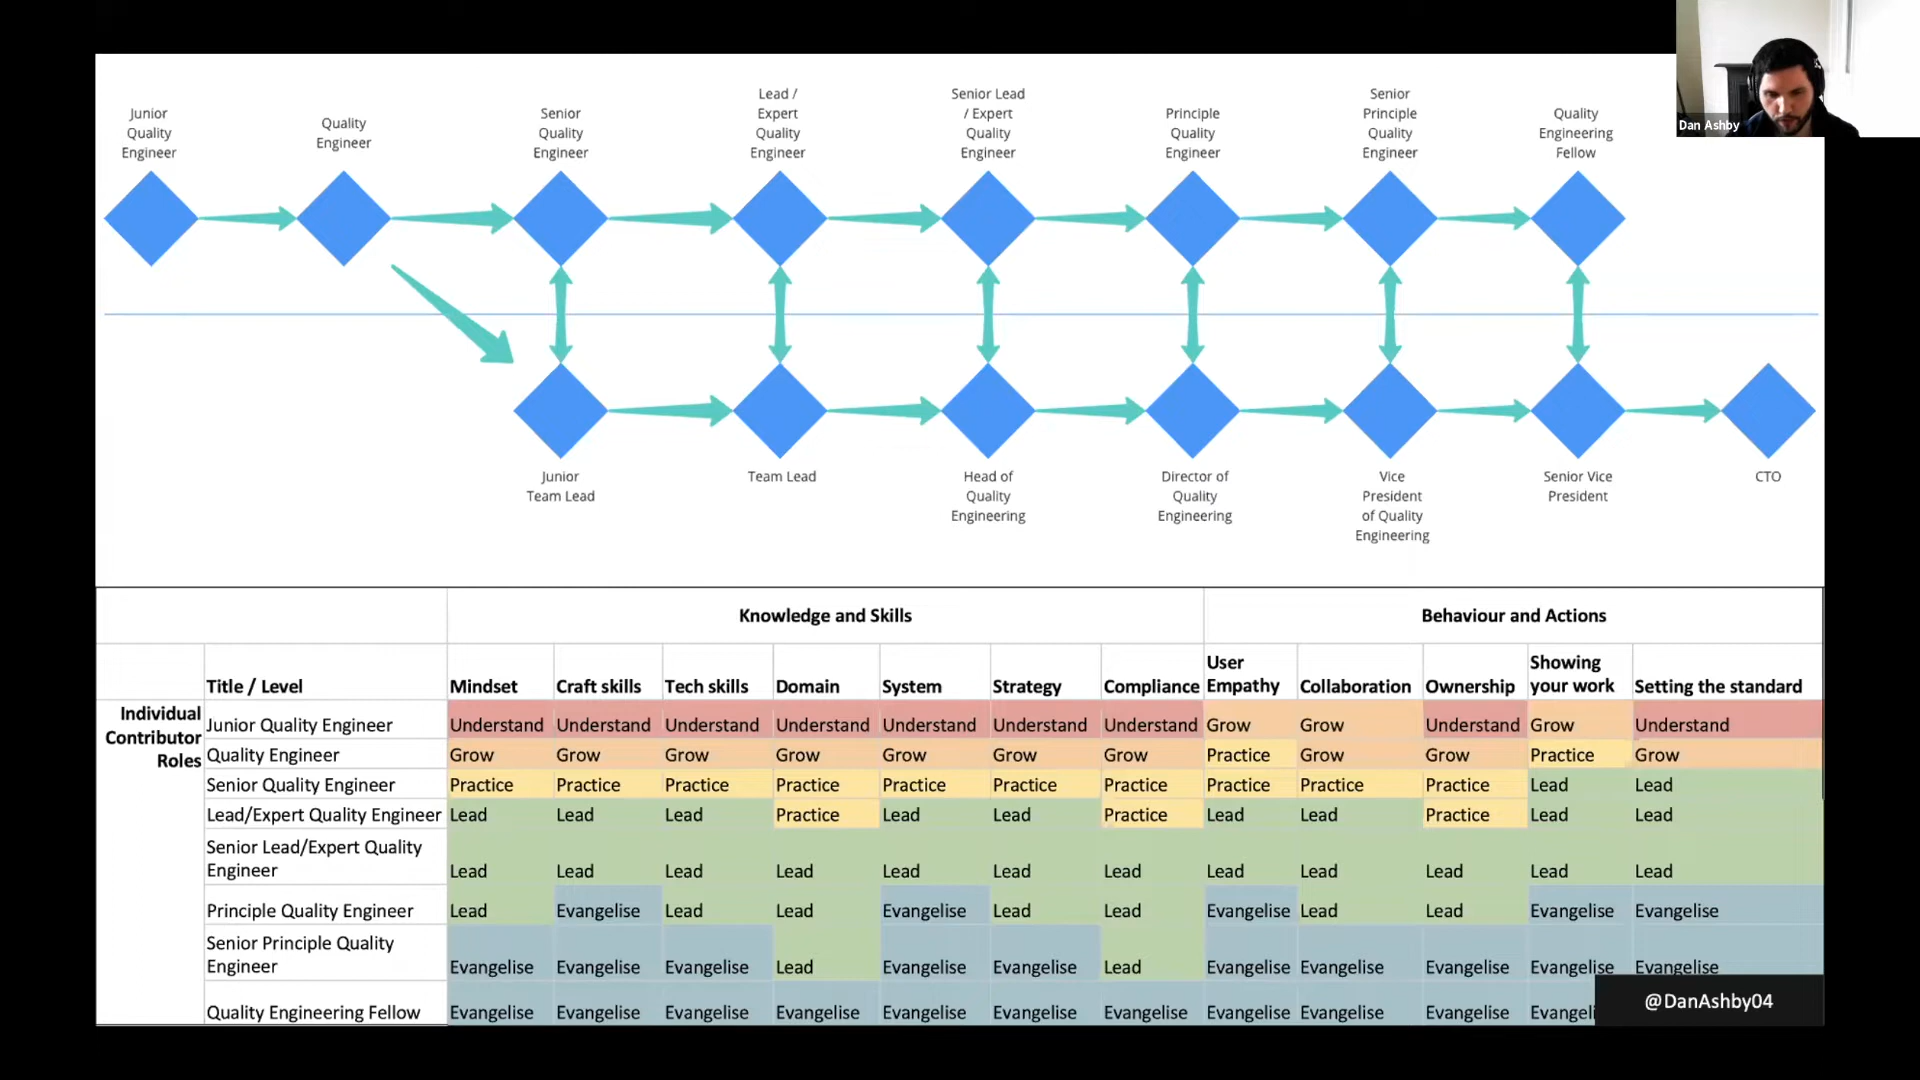 Dan Ashby
Junior
Quality
Engineer
Quality
Engineer
Senior
Quality
Engineer
Lead /
Expert
Quality
Engineer
Senior Lead
/ Expert
Quality
Engineer
Principle
Quality
Engineer
Senior
Principle
Quality
Engineer
Quality
Engineering
Fellow
Junior
Team Lead
Team Lead
Head of
Quality
Engineering
Director of
Quality
Engineering
Vice
President
of Quality
Engineering
Senior Vice
President
CTO
Knowledge and Skills Behaviour and Actions
Title / Level Mindset Craft skills Tech skills Domain System Strategy Compliance User Empathy Collaboration Ownership Showing your work Setting the standard
Individual
Contributor
Roles
Junior Quality Engineer Understand Understand Understand Understand Understand Understand Understand Grow Grow Understand Grow Understand
Quality Engineer Grow Grow Grow Grow Grow Grow Grow Practice Grow Grow Practice Grow
Senior Quality Engineer Practice Practice Practice Practice Practice Practice Practice Practice Practice Practice Lead Lead
Lead/Expert Quality Engineer Lead Lead Lead Practice Lead Lead Practice Lead Lead Practice Lead Lead
Senior Lead/Expert Quality
Engineer Lead Lead Lead Lead Lead Lead Lead Lead Lead Lead Lead Lead
Principle Quality Engineer Lead Evangelise Lead Lead Evangelise Lead Lead Evangelise Lead Lead Evangelise Evangelise
Senior Principle Quality
Engineer Evangelise Evangelise Evangelise Lead Evangelise Evangelise Lead Evangelise Evangelise Evangelise Evangelise Evangelise
Quality Engineering Fellow Evangelise Evangelise Evangelise Evangelise Evangelise Evangelise Evangelise Evangelise Evangelise Evangelise Evangeli
@DanAshby04